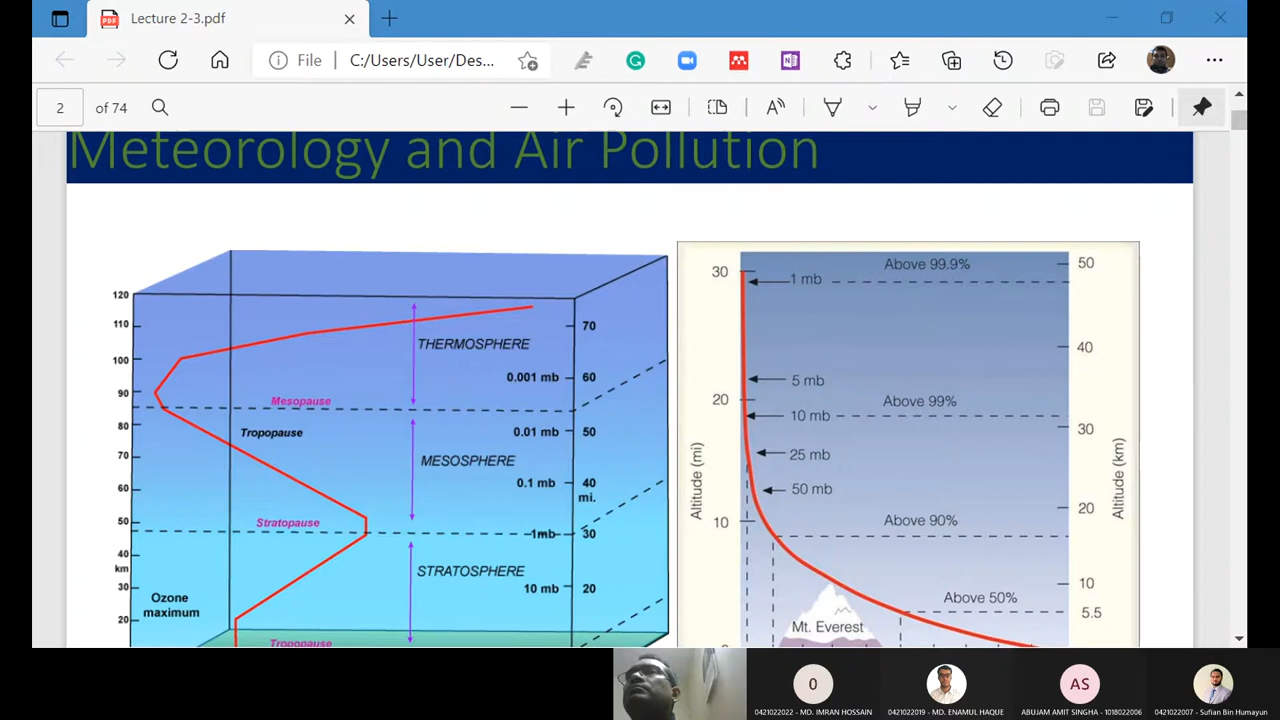 Lecture 2-3.pdf
File
C:/Users/User/Des...
2 of 74
Meteorology and Air Pollution
120
110
100
90
80
70
60
50
40
km
30
20
THERMOSPHERE
0.001 mb
Mesopause
Tropopause
0.01 mb
MESOSPHERE
0.1 mb
Stratopause
1mb
STRATOSPHERE
10 mb
Ozone
maximum
Tropopause
70
60
50
40
mi.
30
20
30
20
10
0
Altitude (mi)
Above 99.9%
1 mb
5 mb
Above 99%
10 mb
25 mb
50 mb
Above 90%
Above 50%
Mt. Everest
50
40
30
20
10
5.5
Altitude (km)
0
0421022022 - MD. IMRAN HOSSAIN
0421022019 - MD. ENAMUL HAQUE
AS
ABUJAM AMIT SINGHA - 1018022006
0421022007 - Sufian Bin Humayun